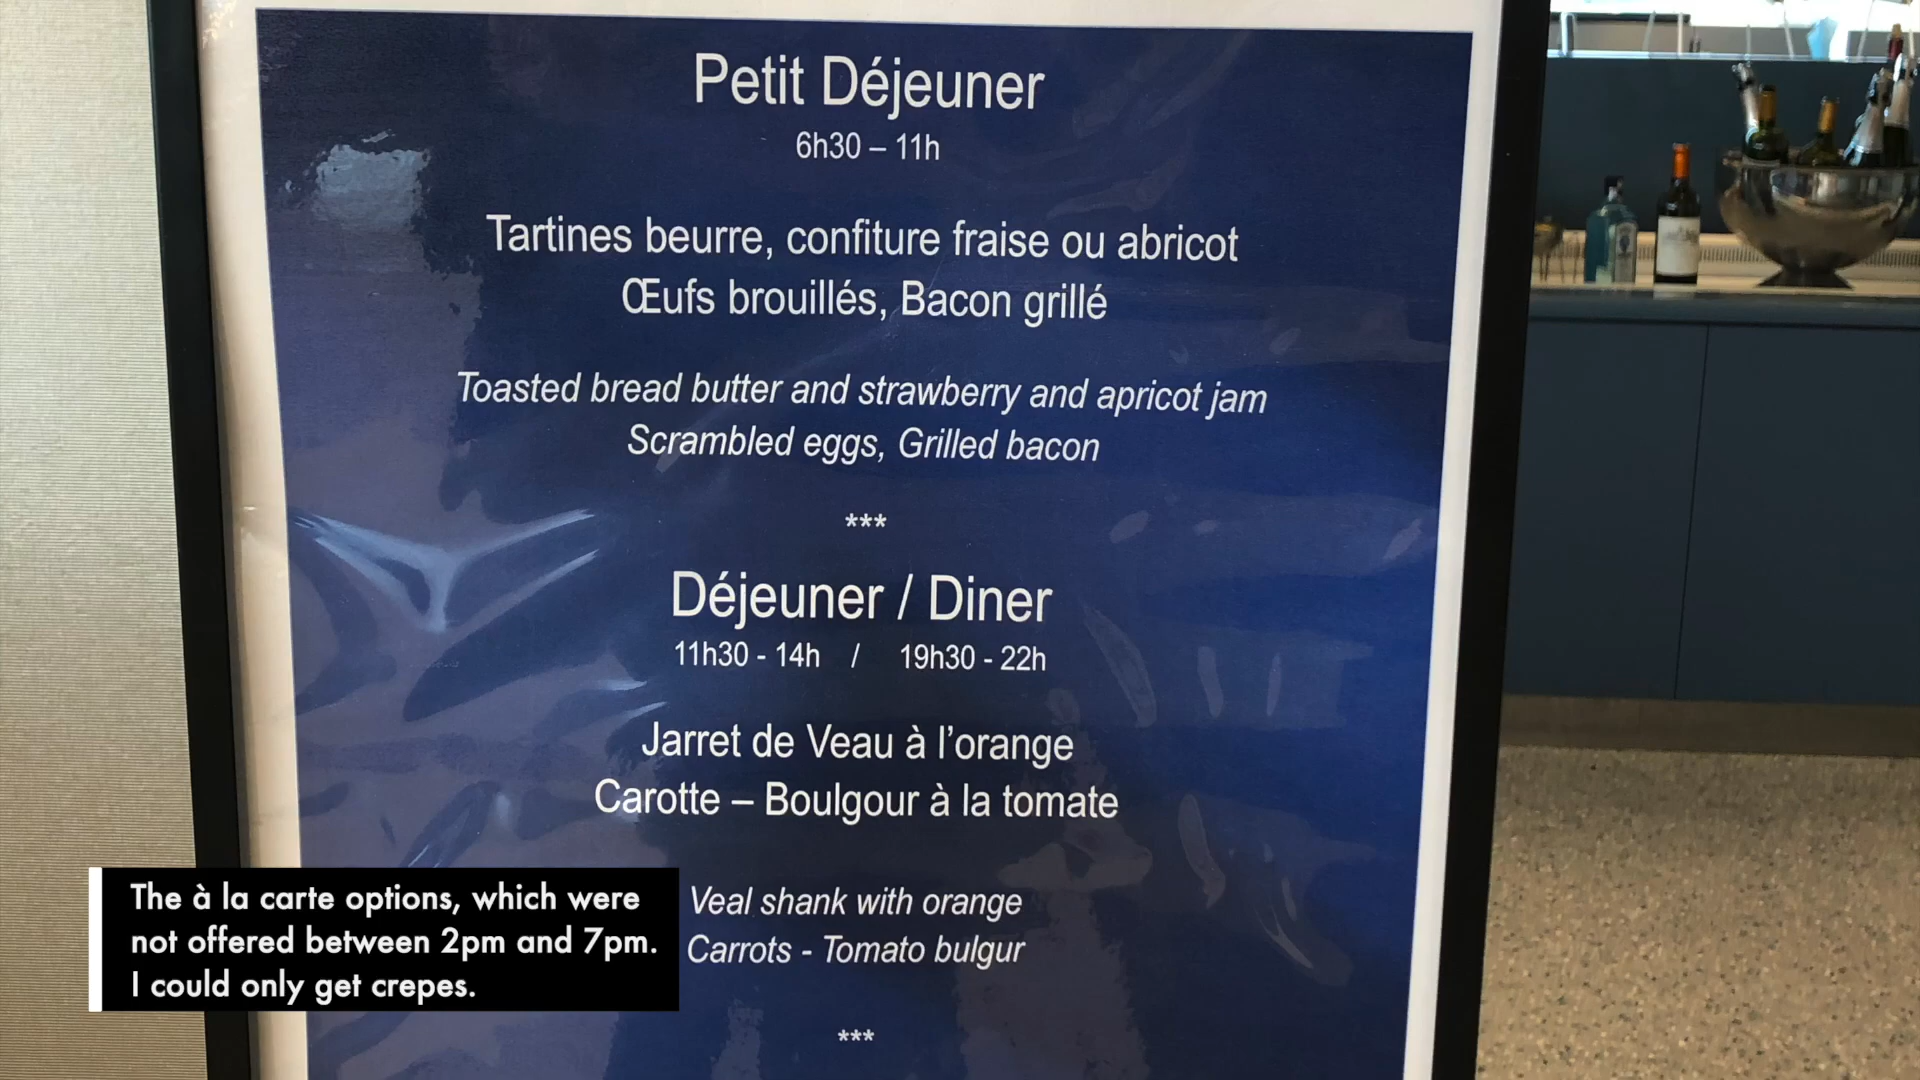 Petit Déjeuner
6h30 – 11h
Tartines beurre, confiture fraise ou abricot
Œufs brouillés, Bacon grillé
Toasted bread butter and strawberry and apricot jam
Scrambled eggs, Grilled bacon
***
Déjeuner / Diner
11h30 - 14h / 19h30 - 22h
Jarret de Veau à l'orange
Carotte – Boulgour à la tomate
Veal shank with orange
Carrots - Tomato bulgur
***
The à la carte options, which were
not offered between 2pm and 7pm.
I could only get crepes.